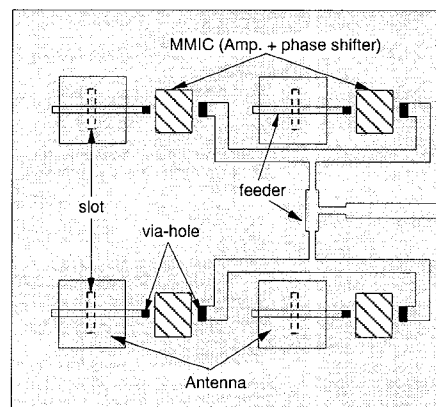 MMIC (Amp. + phase shifter)
feeder
slot
via-hole
Antenna